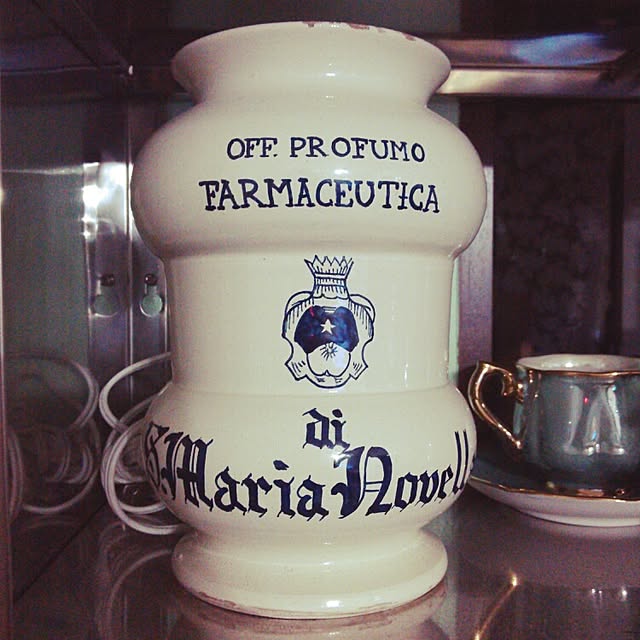 OFF. PROFUMO
FARMACEUTICA
di
S. Maria Novell